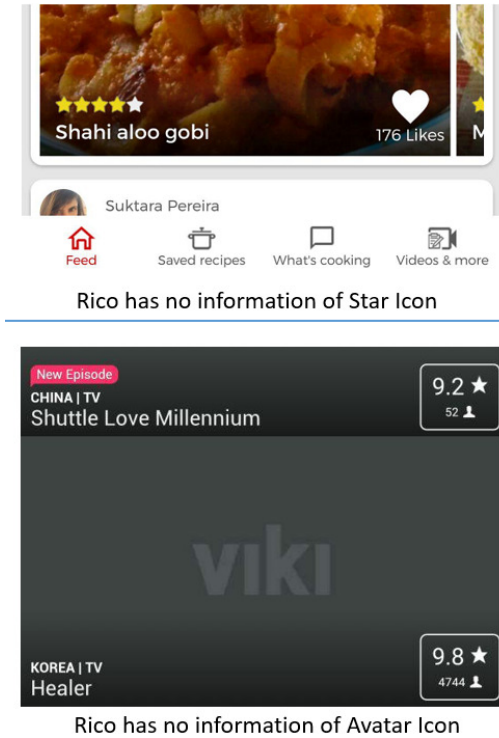 Shahi aloo gobi
176 Likes
M
Suktara Pereira
Feed
Saved recipes
What's cooking
Videos & more
Rico has no information of Star Icon
New Episode
CHINA | TV
Shuttle Love Millennium
9.2 ★
52
viki
KOREA | TV
Healer
9.8 ★
4744
Rico has no information of Avatar Icon